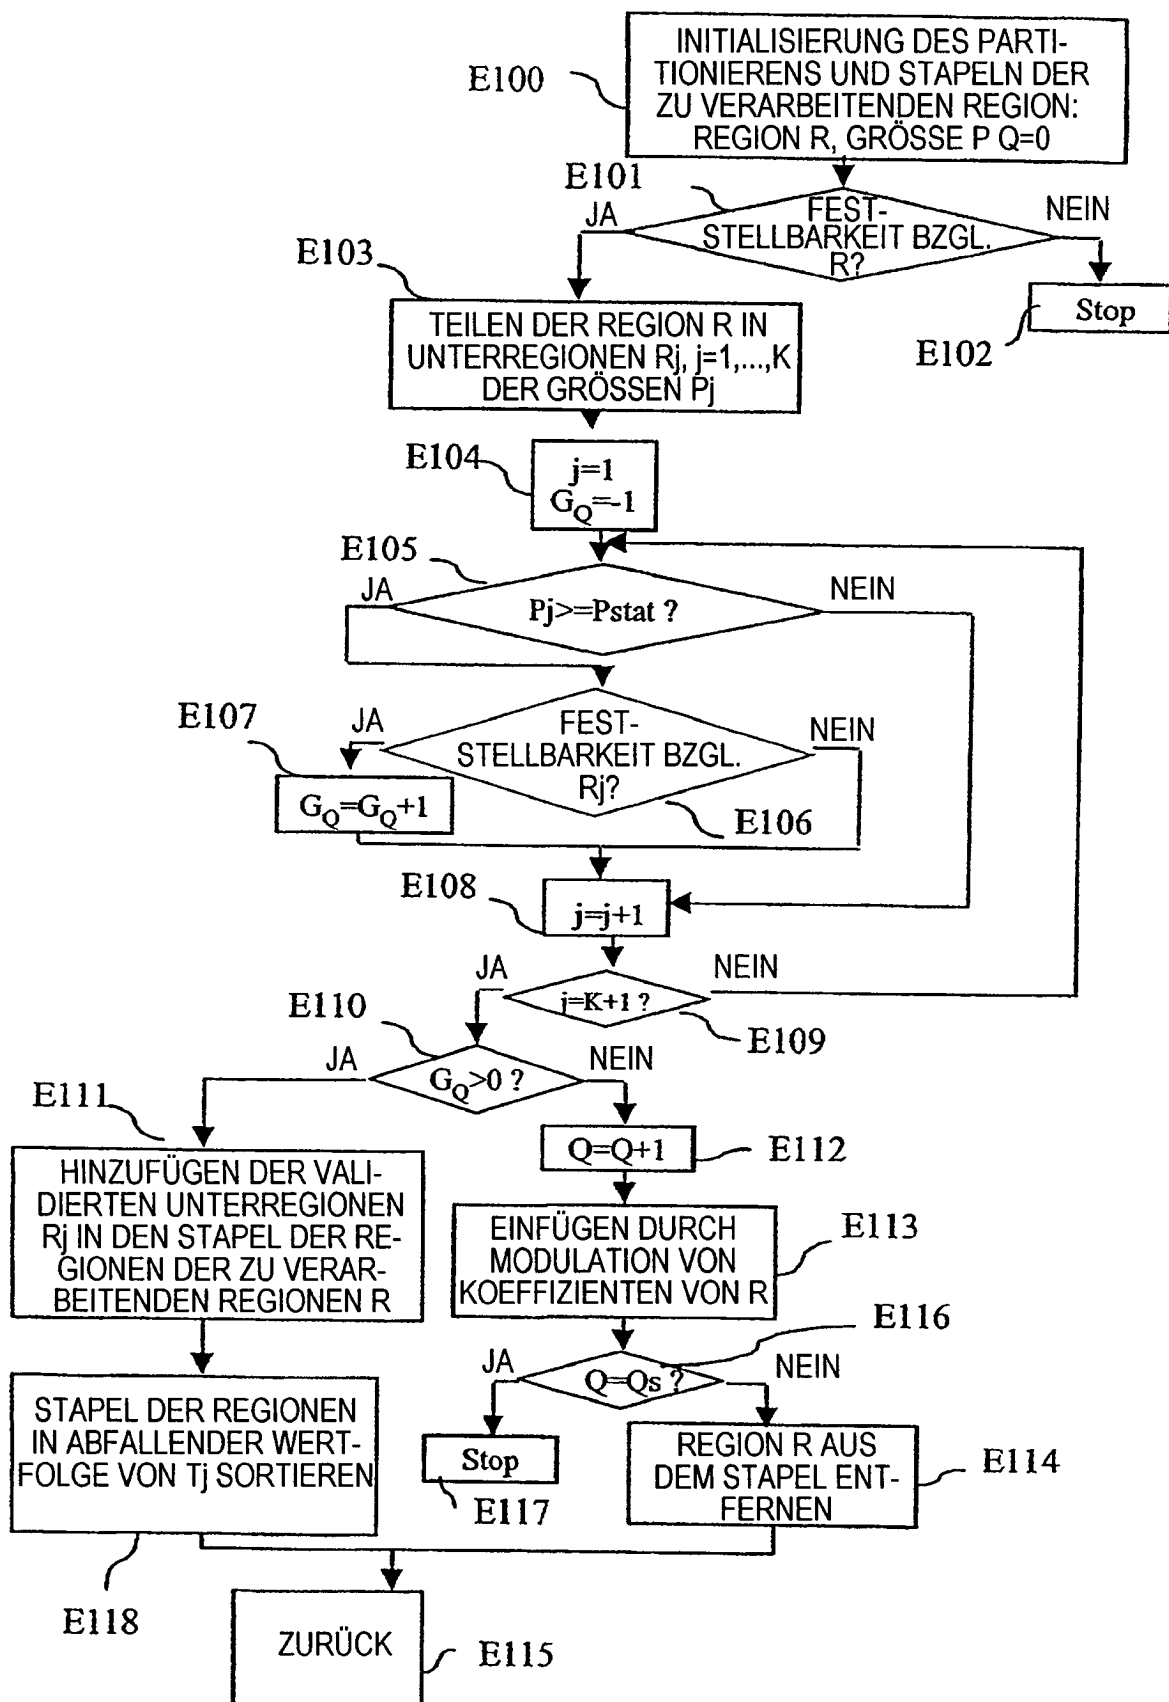 INITIALISIERUNG DES PARTI-
TIONIERENS UND STAPELN DER
ZU VERARBEITENDEN REGION:
REGION R, GRÖSSE P Q=0
E100
E101
JA
FEST-
STELLBARKEIT BZGL.
R?
NEIN
E103
Stop
E102
TEILEN DER REGION R IN
UNTERREGIONEN Rj, j=1,...,K
DER GRÖSSEN Pj
E104
j=1
GQ=-1
E105
JA
Pj>=Pstat ?
NEIN
E107
JA
FEST-
STELLBARKEIT BZGL.
Rj?
NEIN
GQ=GQ+1
E106
E108
j=j+1
JA
j=K+1 ?
NEIN
E109
E110
JA
GQ>0 ?
NEIN
E111
Q=Q+1
E112
HINZUFÜGEN DER VALI-
DIERTEN UNTERREGIONEN
Rj IN DEN STAPEL DER RE-
GIONEN DER ZU VERAR-
BEITENDEN REGIONEN R
EINFÜGEN DURCH
MODULATION VON
KOEFFIZIENTEN VON R
E113
E116
JA
Q=Qs ?
NEIN
STAPEL DER REGIONEN
IN ABFALLENDER WERT-
FOLGE VON Tj SORTIEREN
Stop
E117
REGION R AUS
DEM STAPEL ENT-
FERNEN
E114
E118
ZURÜCK
E115